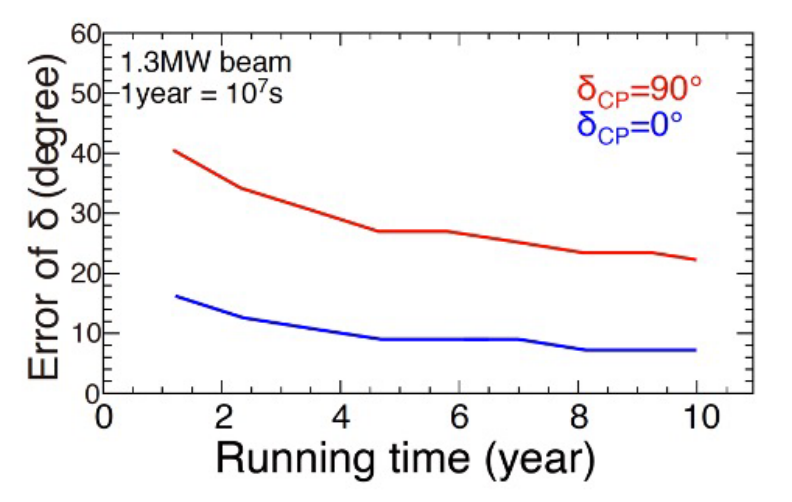 1.3MW beam
1year = 10⁷s
δCP=90°
δCP=0°
60
50
40
30
20
10
0
Error of δ (degree)
0 2 4 6 8 10
Running time (year)